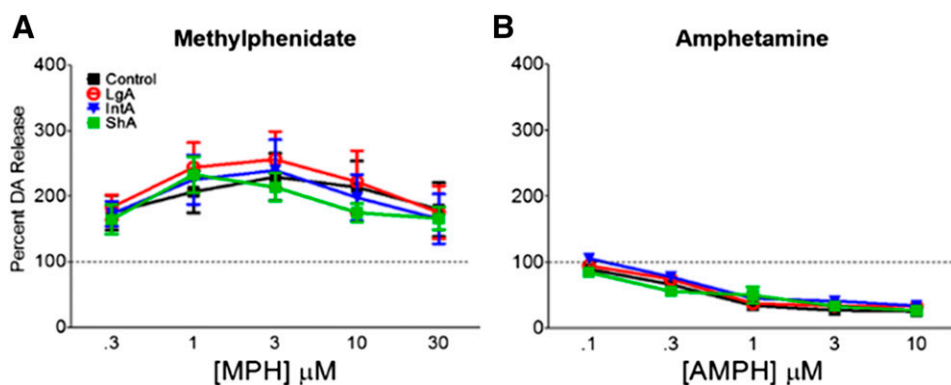 A
Methylphenidate
Percent DA Release
400
300
200
100
0
Control
LgA
IntA
ShA
.3 1 3 10 30
[MPH] μM
B
Amphetamine
400
300
200
100
0
.1 .3 1 3 10
[AMPH] μM